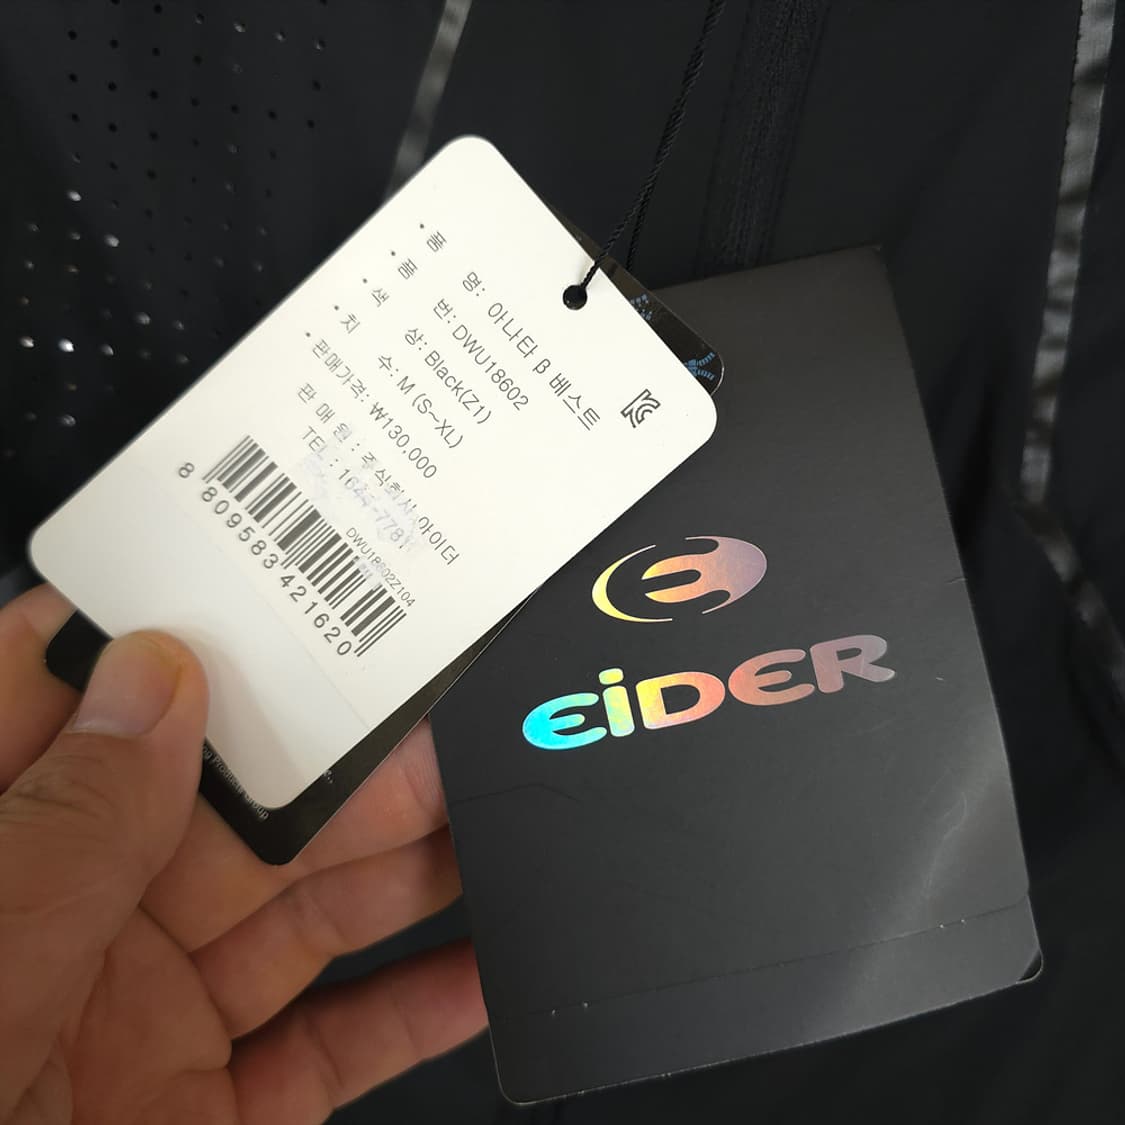 · 품 명: 아나타 β 베스트
· 품 번: DWU18602
· 색 상: Black(Z1)
· 치 수: M (S~XL)
· 판매가격: ₩130,000
판 매 원 : 주식회사 아이더
TEL : 1644-7781
DWU18602Z104
8 809583 421620
EiDER